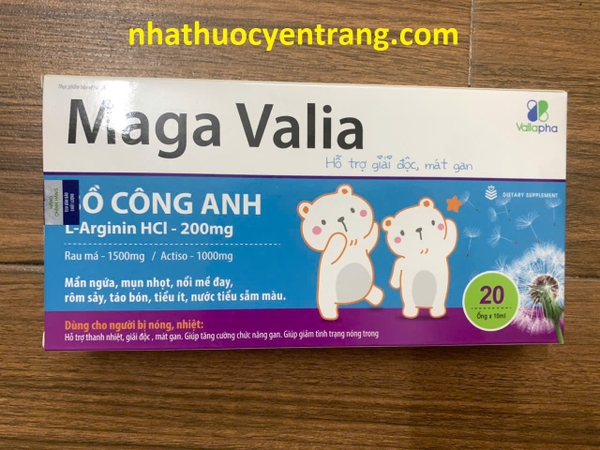 nhathuocyentrang.com
Maga Valia
Hỗ trợ giải độc, mát gan
Valiapha
Ồ CÔNG ANH
DIETARY SUPPLEMENT
L-Arginin HCl - 200mg
Rau má - 1500mg / Actiso - 1000mg
Mẩn ngứa, mụn nhọt, nổi mề đay,
rôm sảy, táo bón, tiểu ít, nước tiểu sẫm màu.
20
Ống x 10ml
Dùng cho người bị nóng, nhiệt:
Hỗ trợ thanh nhiệt, giải độc , mát gan. Giúp tăng cường chức năng gan. Giúp giảm tình trạng nóng trong